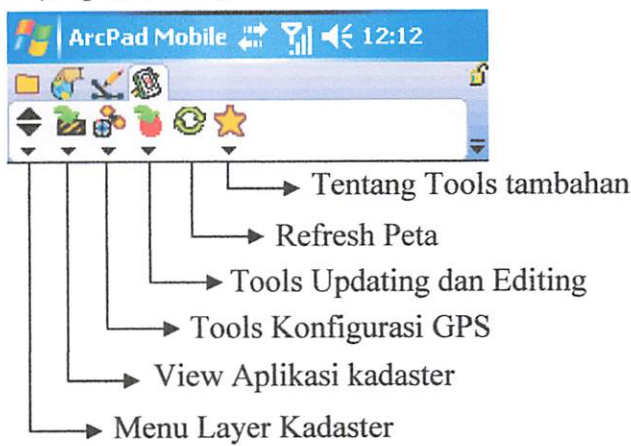 ArcPad Mobile 12:12
Tentang Tools tambahan
Refresh Peta
Tools Updating dan Editing
Tools Konfigurasi GPS
View Aplikasi kadaster
Menu Layer Kadaster